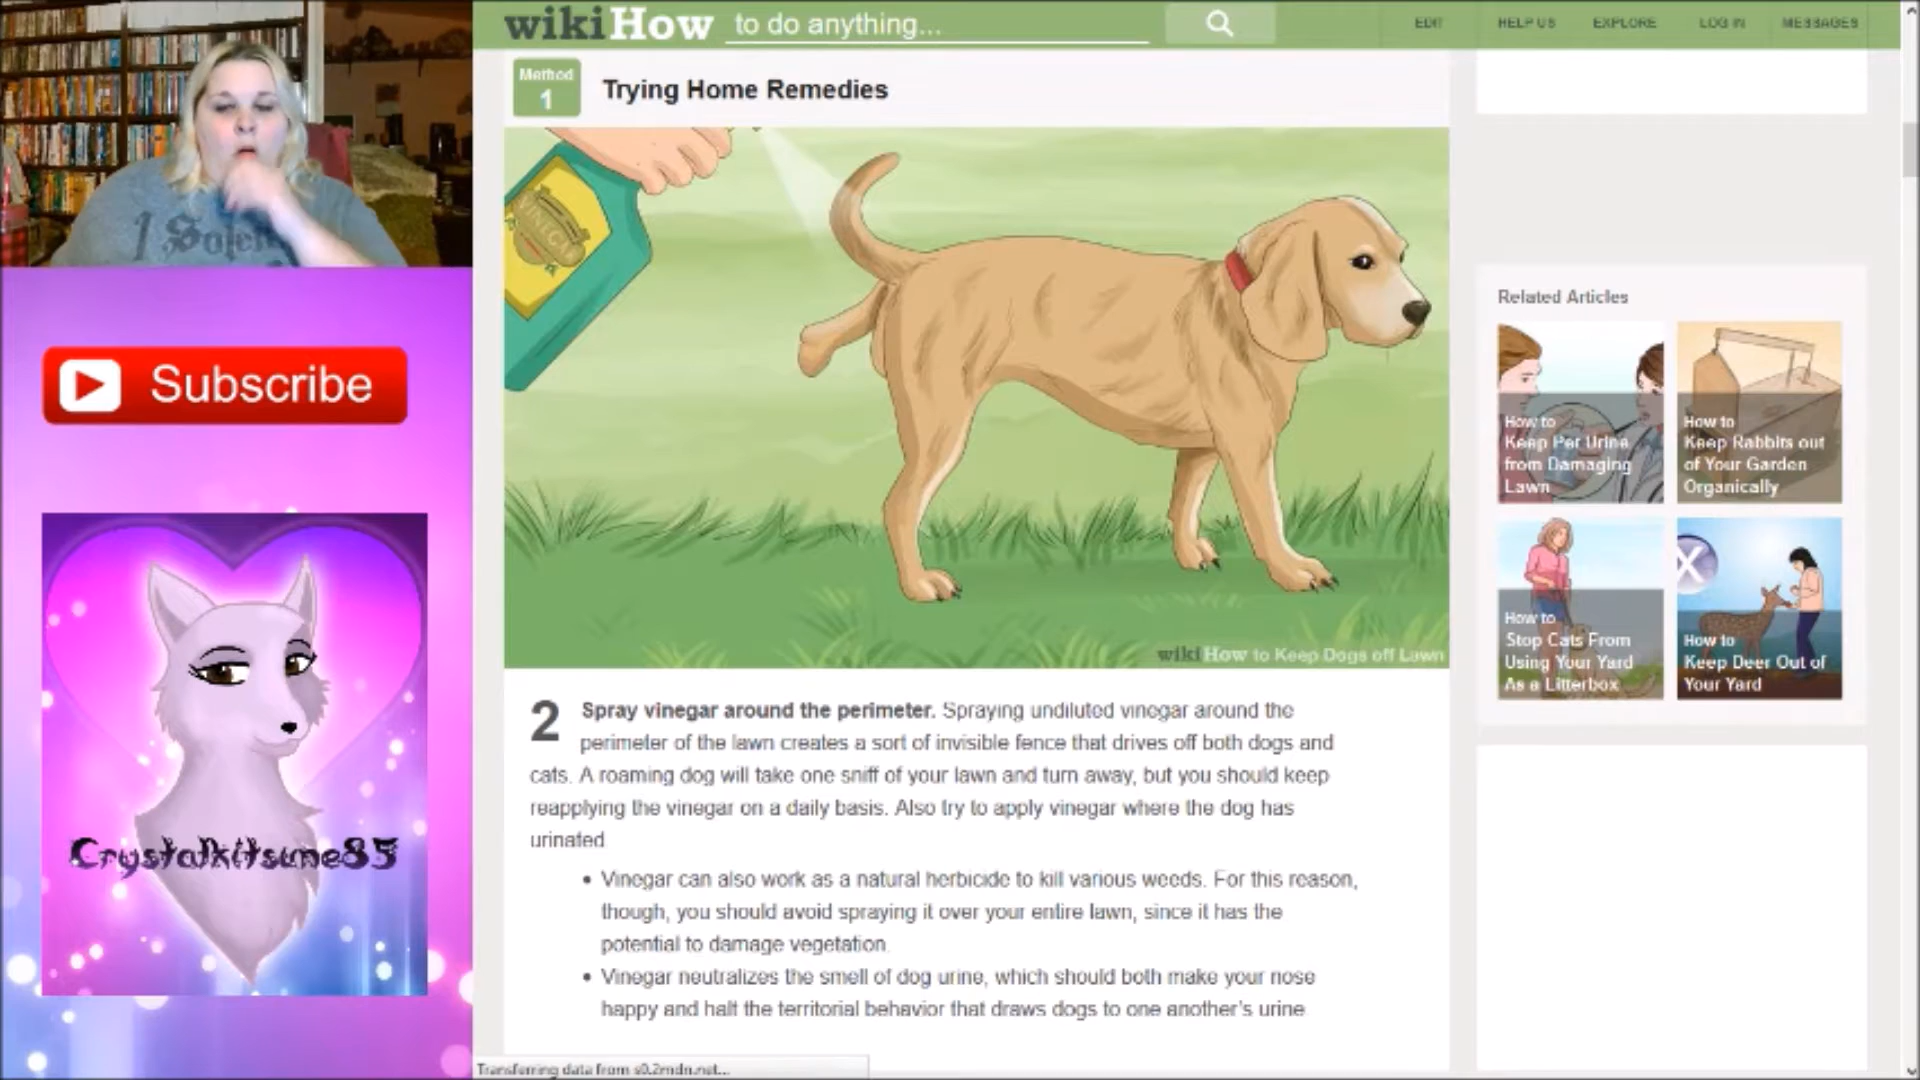 wikiHow to do anything...
EDIT HELP US EXPLORE LOG IN MESSAGES
Method
1
Trying Home Remedies
I Solem
Subscribe
Crystalkitsune85
wikiHow to Keep Dogs off Lawn
2 Spray vinegar around the perimeter. Spraying undiluted vinegar around the
perimeter of the lawn creates a sort of invisible fence that drives off both dogs and
cats. A roaming dog will take one sniff of your lawn and turn away, but you should keep
reapplying the vinegar on a daily basis. Also try to apply vinegar where the dog has
urinated
• Vinegar can also work as a natural herbicide to kill various weeds. For this reason,
though, you should avoid spraying it over your entire lawn, since it has the
potential to damage vegetation.
• Vinegar neutralizes the smell of dog urine, which should both make your nose
happy and halt the territorial behavior that draws dogs to one another's urine
Transferring data from s0.2mdn.net...
Related Articles
How to
Keep Pet Urine
from Damaging
Lawn
How to
Keep Rabbits out
of Your Garden
Organically
How to
Stop Cats From
Using Your Yard
As a Litterbox
X
How to
Keep Deer Out of
Your Yard